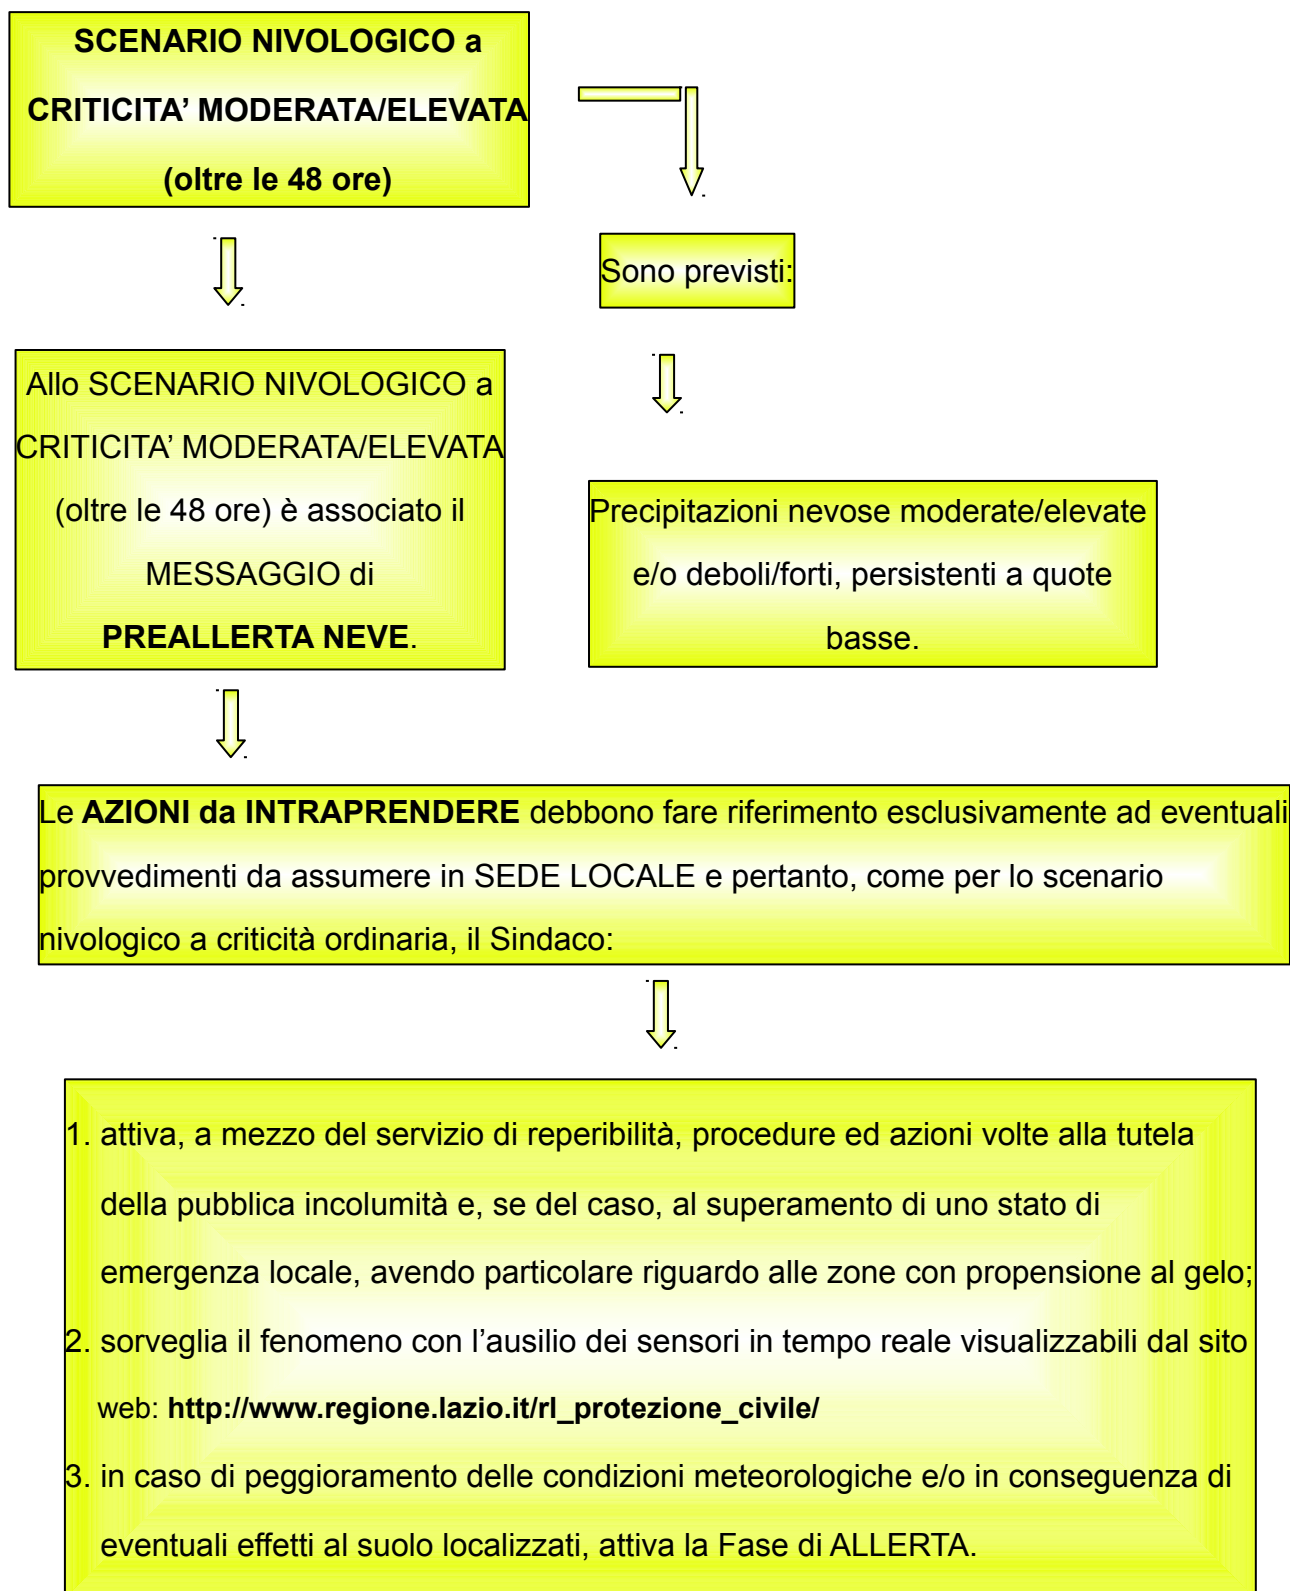 SCENARIO NIVOLOGICO a
CRITICITA’ MODERATA/ELEVATA
(oltre le 48 ore)
Sono previsti:
Allo SCENARIO NIVOLOGICO a
CRITICITA’ MODERATA/ELEVATA
(oltre le 48 ore) è associato il
MESSAGGIO di
PREALLERTA NEVE.
Precipitazioni nevose moderate/elevate
e/o deboli/forti, persistenti a quote
basse.
Le AZIONI da INTRAPRENDERE debbono fare riferimento esclusivamente ad eventuali
provvedimenti da assumere in SEDE LOCALE e pertanto, come per lo scenario
nivologico a criticità ordinaria, il Sindaco:
1. attiva, a mezzo del servizio di reperibilità, procedure ed azioni volte alla tutela
della pubblica incolumità e, se del caso, al superamento di uno stato di
emergenza locale, avendo particolare riguardo alle zone con propensione al gelo;
2. sorveglia il fenomeno con l’ausilio dei sensori in tempo reale visualizzabili dal sito
web: http://www.regione.lazio.it/rl_protezione_civile/
3. in caso di peggioramento delle condizioni meteorologiche e/o in conseguenza di
eventuali effetti al suolo localizzati, attiva la Fase di ALLERTA.